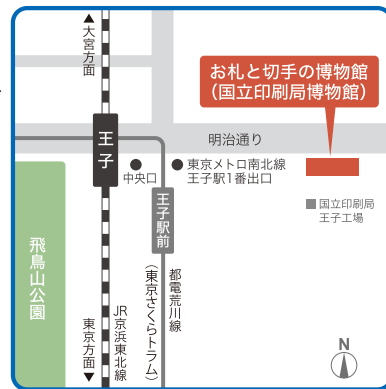 ▲大宮方面
お札と切手の博物館
（国立印刷局博物館）
王子
明治通り
中央口
東京メトロ南北線
王子駅1番出口
国立印刷局
王子工場
王子駅前
飛鳥山公園
東京方面▼
JR京浜東北線
都電荒川線
（東京さくらトラム）
N